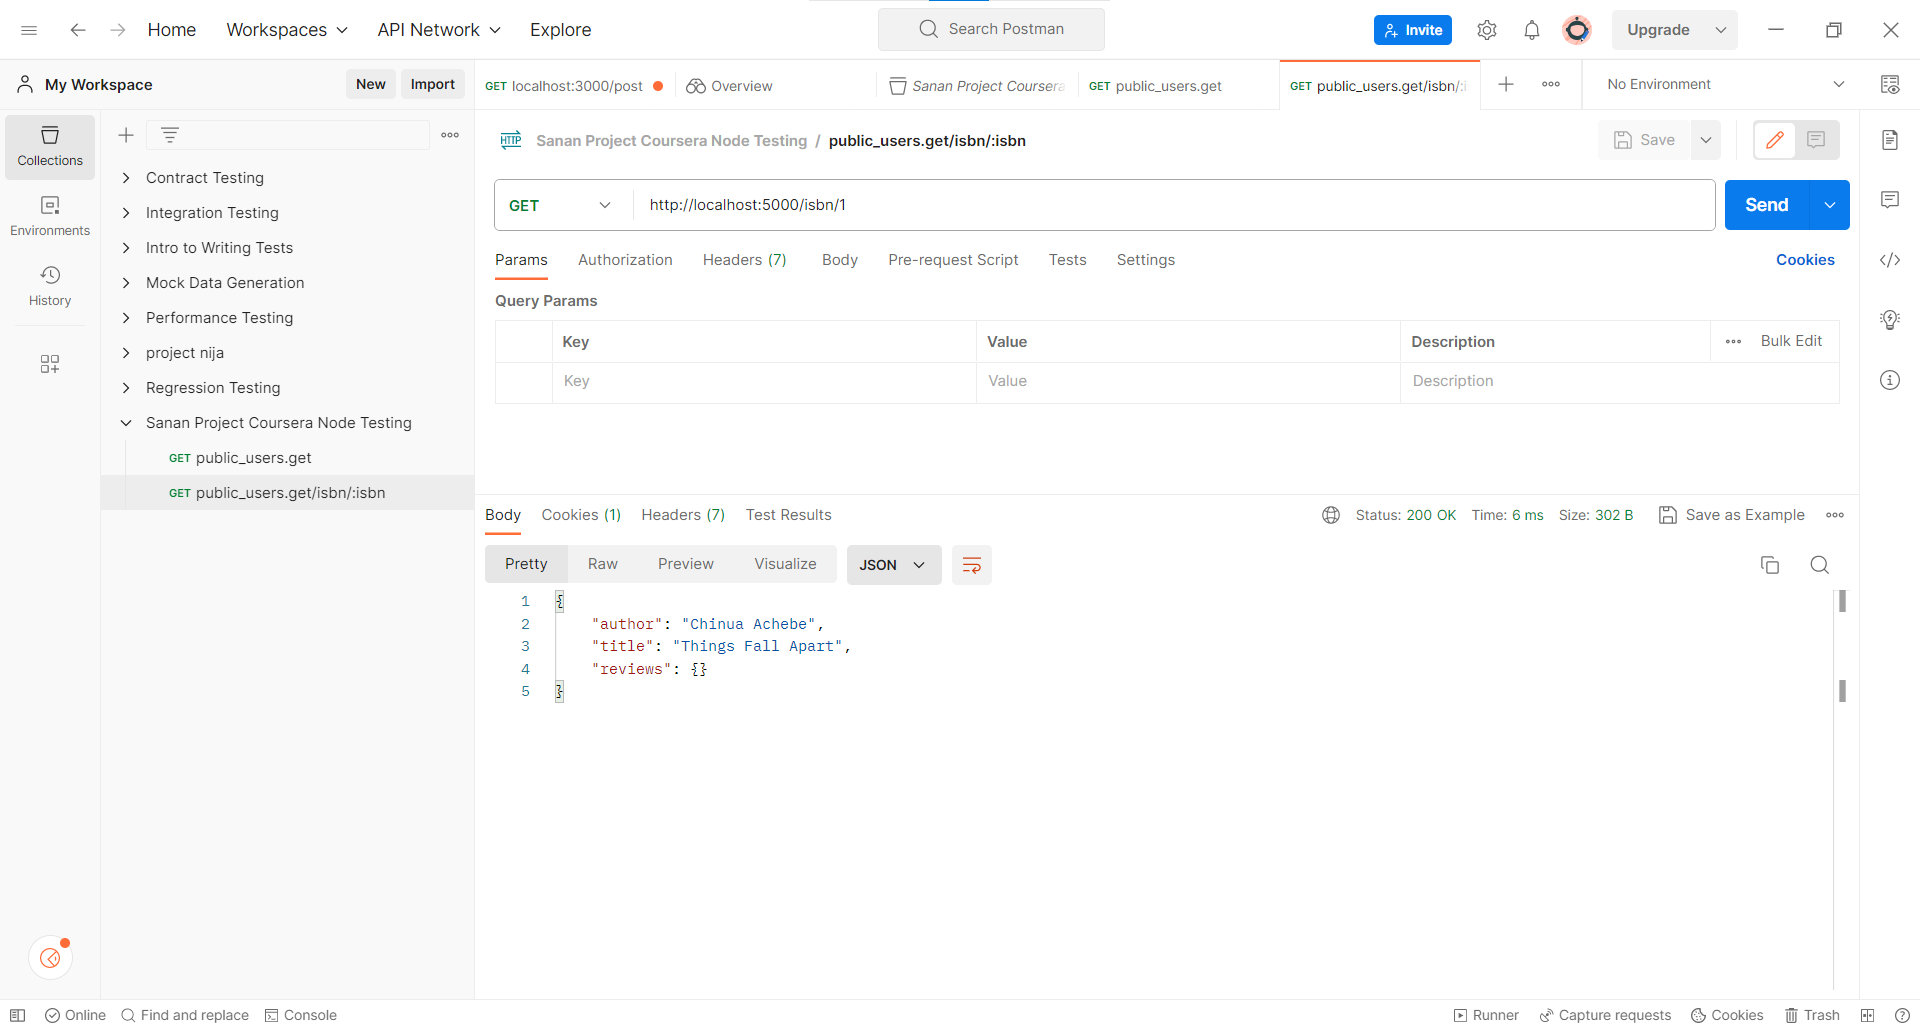 Home Workspaces API Network Explore Search Postman Invite Upgrade
My Workspace New Import GET localhost:3000/post Overview Sanan Project Coursera GET public_users.get GET public_users.get/isbn/: No Environment
Collections
Environments
History
Contract Testing
Integration Testing
Intro to Writing Tests
Mock Data Generation
Performance Testing
project nija
Regression Testing
Sanan Project Coursera Node Testing
GET public_users.get
GET public_users.get/isbn/:isbn
HTTP Sanan Project Coursera Node Testing / public_users.get/isbn/:isbn Save
GET http://localhost:5000/isbn/1 Send
Params Authorization Headers (7) Body Pre-request Script Tests Settings Cookies
Query Params
Key Value Description Bulk Edit
Key Value Description
Body Cookies (1) Headers (7) Test Results Status: 200 OK Time: 6 ms Size: 302 B Save as Example
Pretty Raw Preview Visualize JSON
1 {
2 "author": "Chinua Achebe",
3 "title": "Things Fall Apart",
4 "reviews": {}
5 }
Online Find and replace Console Runner Capture requests Cookies Trash